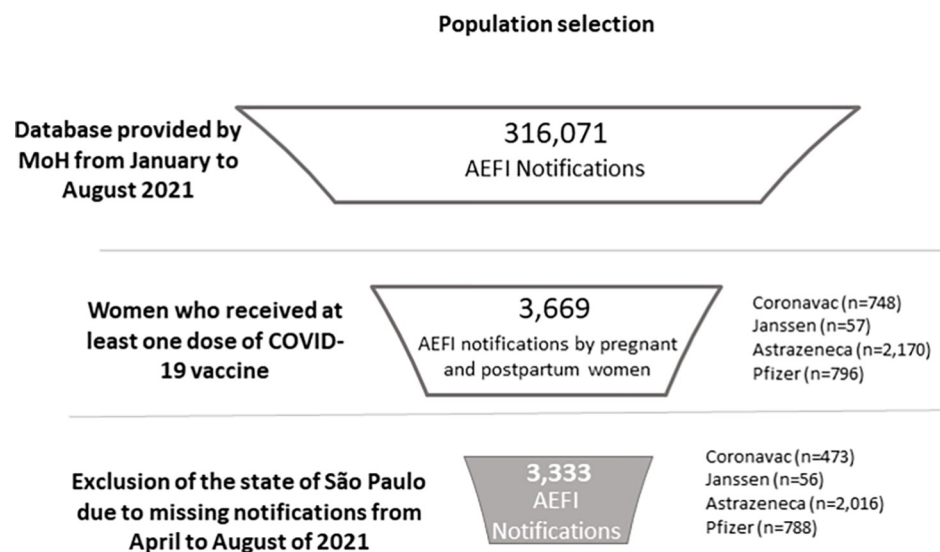 Population selection
Database provided by
MoH from January to
August 2021
316,071
AEFI Notifications
Women who received at
least one dose of COVID-
19 vaccine
3,669
AEFI notifications by pregnant
and postpartum women
Coronavac (n=748)
Janssen (n=57)
Astrazeneca (n=2,170)
Pfizer (n=796)
Exclusion of the state of São Paulo
due to missing notifications from
April to August of 2021
3,333
AEFI
Notifications
Coronavac (n=473)
Janssen (n=56)
Astrazeneca (n=2,016)
Pfizer (n=788)